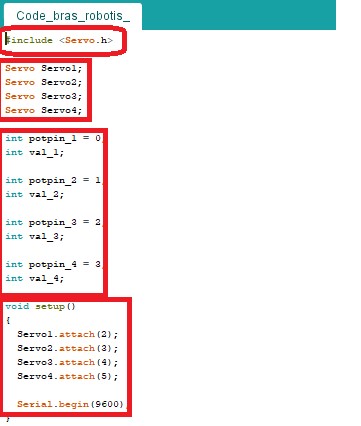 Code_bras_robotis_
#include <Servo.h>
Servo Servo1;
Servo Servo2;
Servo Servo3;
Servo Servo4;
int potpin_1 = 0
int val_1;
int potpin_2 = 1
int val_2;
int potpin_3 = 2
int val_3;
int potpin_4 = 3
int val_4;
void setup()
{
Servo1.attach(2);
Servo2.attach(3);
Servo3.attach(4);
Servo4.attach(5);
Serial.begin(9600)
}